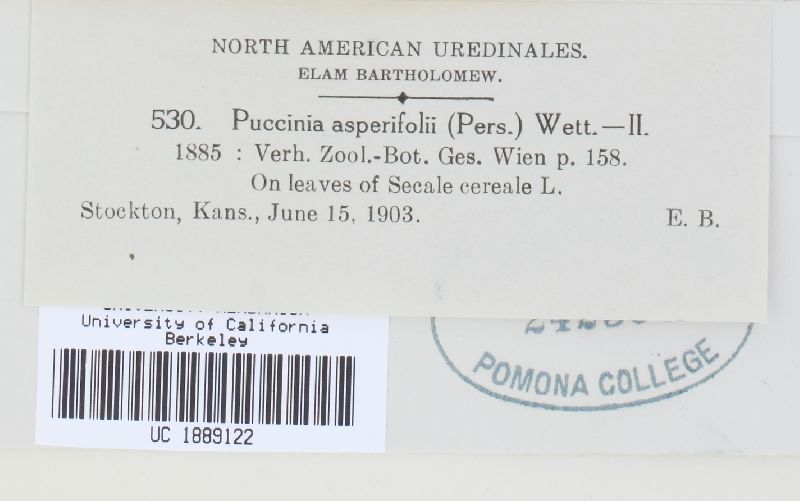 NORTH AMERICAN UREDINALES.
ELAM BARTHOLOMEW.
530. Puccinia asperifolii (Pers.) Wett.—II.
1885 : Verh. Zool.-Bot. Ges. Wien p. 158.
On leaves of Secale cereale L.
Stockton, Kans., June 15, 1903. E. B.
University of California
Berkeley
UC 1889122
POMONA COLLEGE